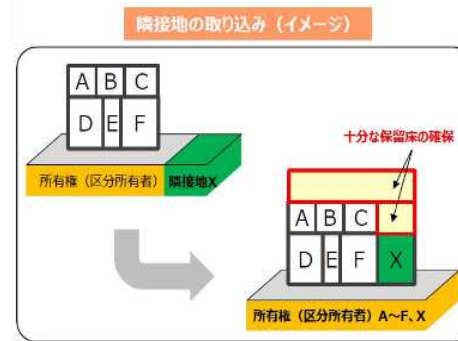 隣接地の取り込み（イメージ）
A B C
D E F
所有権（区分所有者） 隣接地X
十分な保留床の確保
A B C
D E F X
所有権（区分所有者）A～F、X